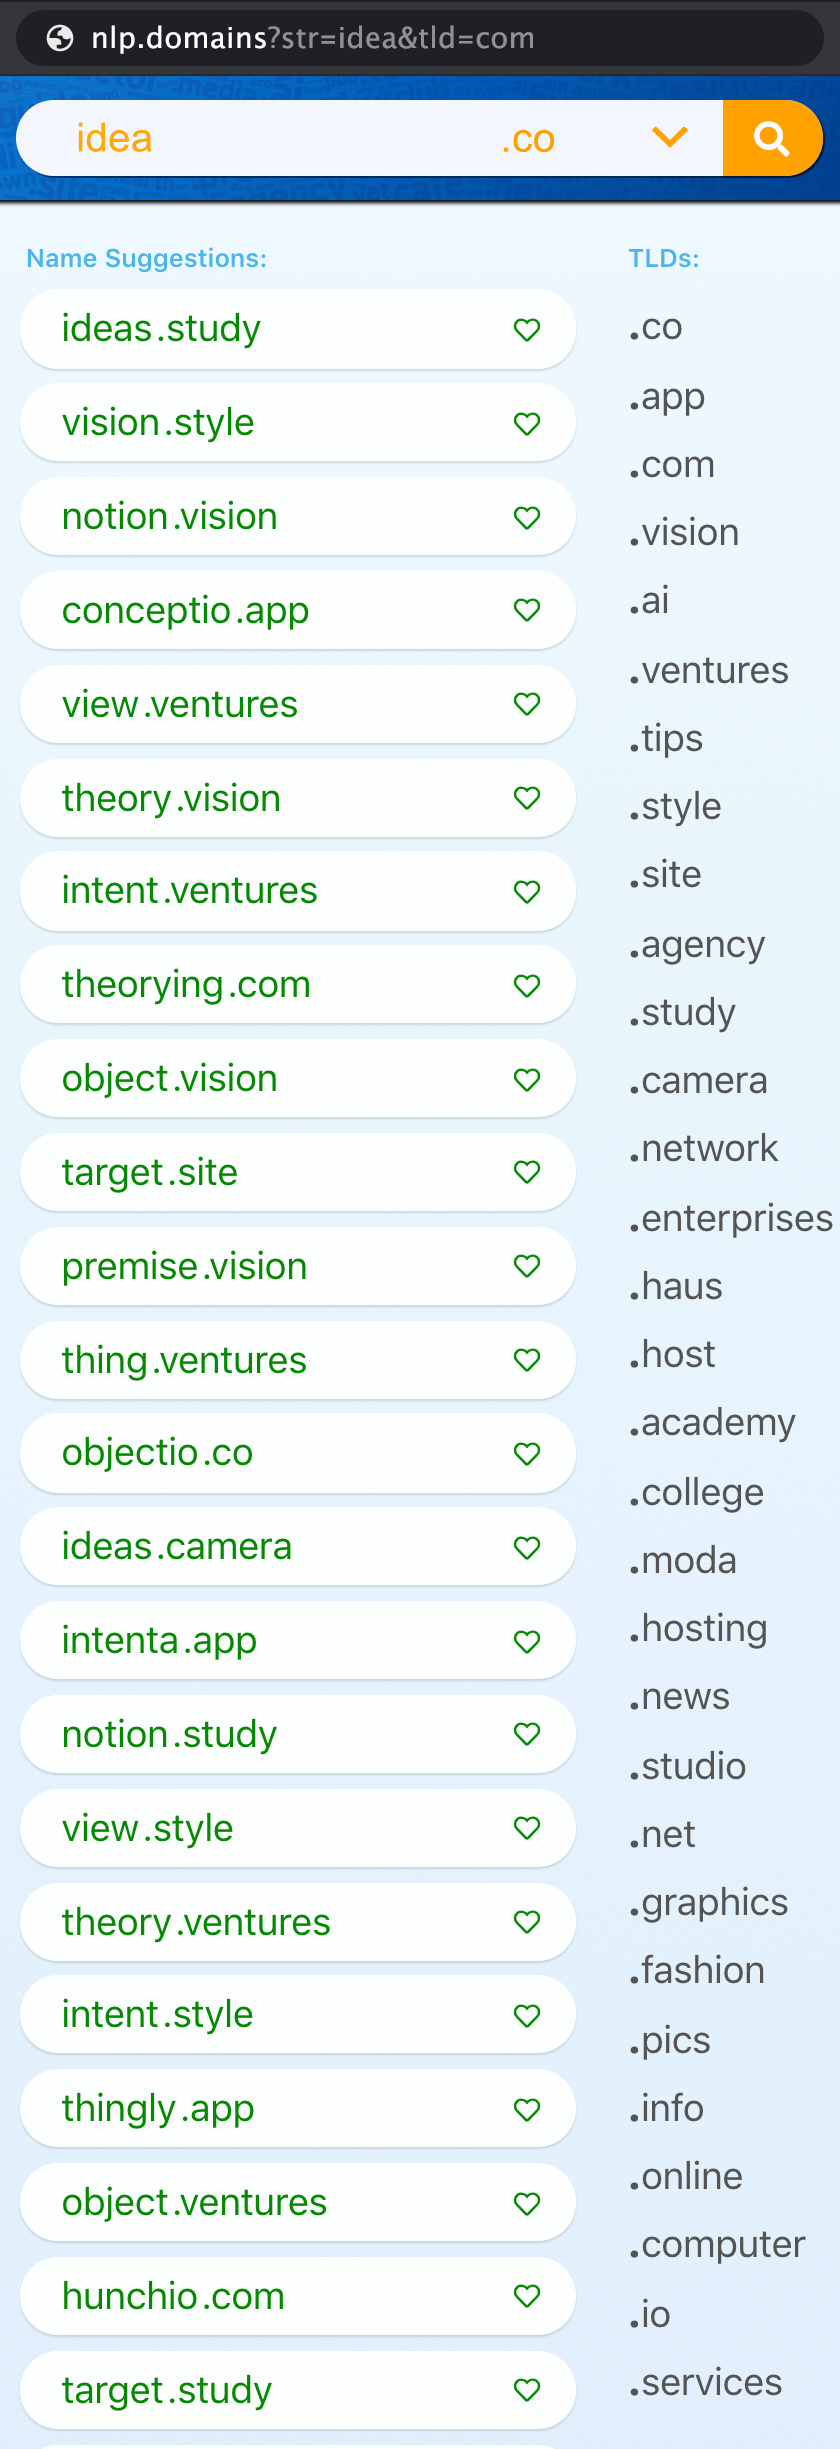 nlp.domains?str=idea&tld=com
idea .co
Name Suggestions:
ideas.study
vision.style
notion.vision
conceptio.app
view.ventures
theory.vision
intent.ventures
theorying.com
object.vision
target.site
premise.vision
thing.ventures
objectio.co
ideas.camera
intenta.app
notion.study
view.style
theory.ventures
intent.style
thingly.app
object.ventures
hunchio.com
target.study
TLDs:
.co
.app
.com
.vision
.ai
.ventures
.tips
.style
.site
.agency
.study
.camera
.network
.enterprises
.haus
.host
.academy
.college
.moda
.hosting
.news
.studio
.net
.graphics
.fashion
.pics
.info
.online
.computer
.io
.services